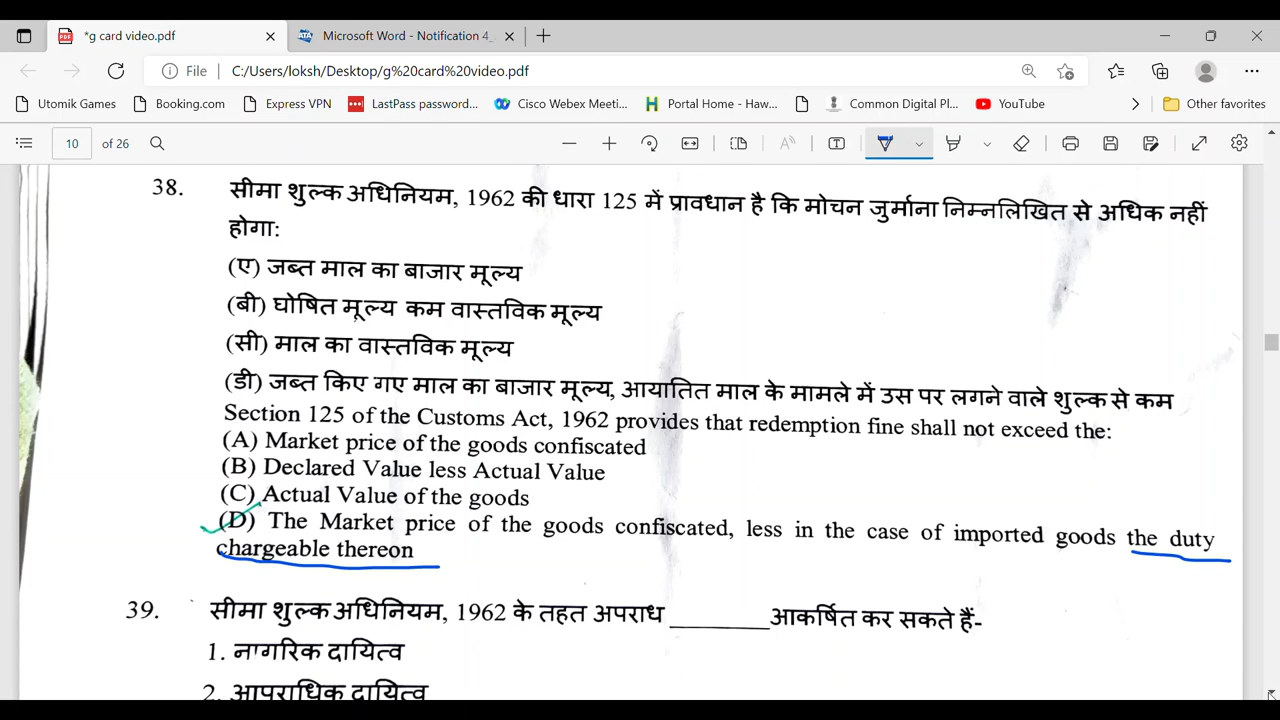 *g card video.pdf
Microsoft Word - Notification 4_
File
C:/Users/loksh/Desktop/g%20card%20video.pdf
Utomik Games
Booking.com
Express VPN
LastPass password...
Cisco Webex Meeti...
Portal Home - Haw...
Common Digital Pl...
YouTube
Other favorites
10 of 26
38. सीमा शुल्क अधिनियम, 1962 की धारा 125 में प्रावधान है कि मोचन जुर्माना निम्नलिखित से अधिक नहीं
होगा:
(ए) जब्त माल का बाजार मूल्य
(बी) घोषित मूल्य कम वास्तविक मूल्य
(सी) माल का वास्तविक मूल्य
(डी) जब्त किए गए माल का बाजार मूल्य, आयातित माल के मामले में उस पर लगने वाले शुल्क से कम
Section 125 of the Customs Act, 1962 provides that redemption fine shall not exceed the:
(A) Market price of the goods confiscated
(B) Declared Value less Actual Value
(C) Actual Value of the goods
(D) The Market price of the goods confiscated, less in the case of imported goods the duty
chargeable thereon
39. सीमा शुल्क अधिनियम, 1962 के तहत अपराध ________ आकर्षित कर सकते हैं-
1. नागरिक दायित्व
2. आपराधिक दायित्व